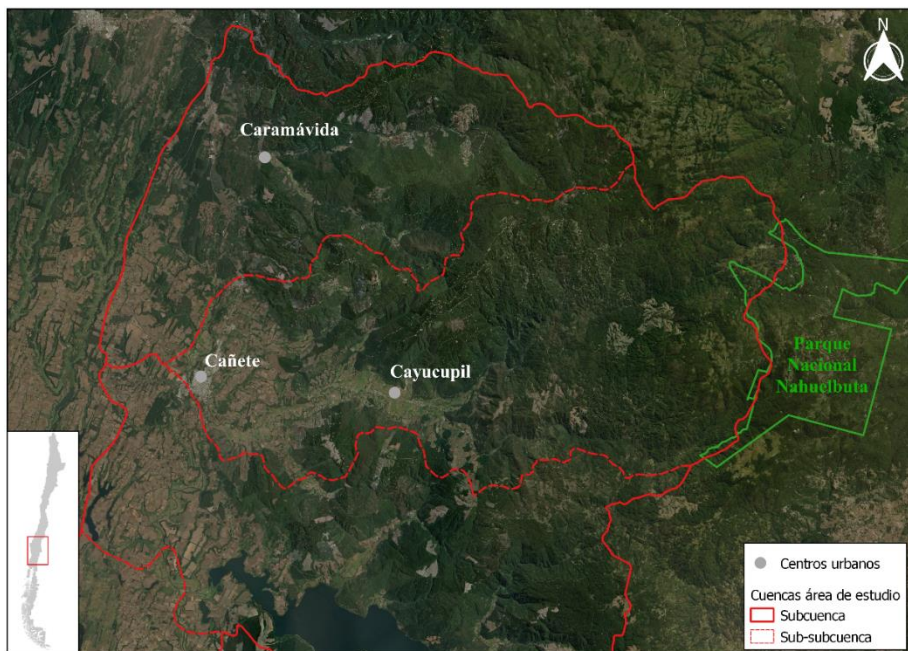 N
Caramávida
Cañete
Cayucupil
Parque
Nacional
Nahuelbuta
Centros urbanos
Cuencas área de estudio
Subcuenca
Sub-subcuenca